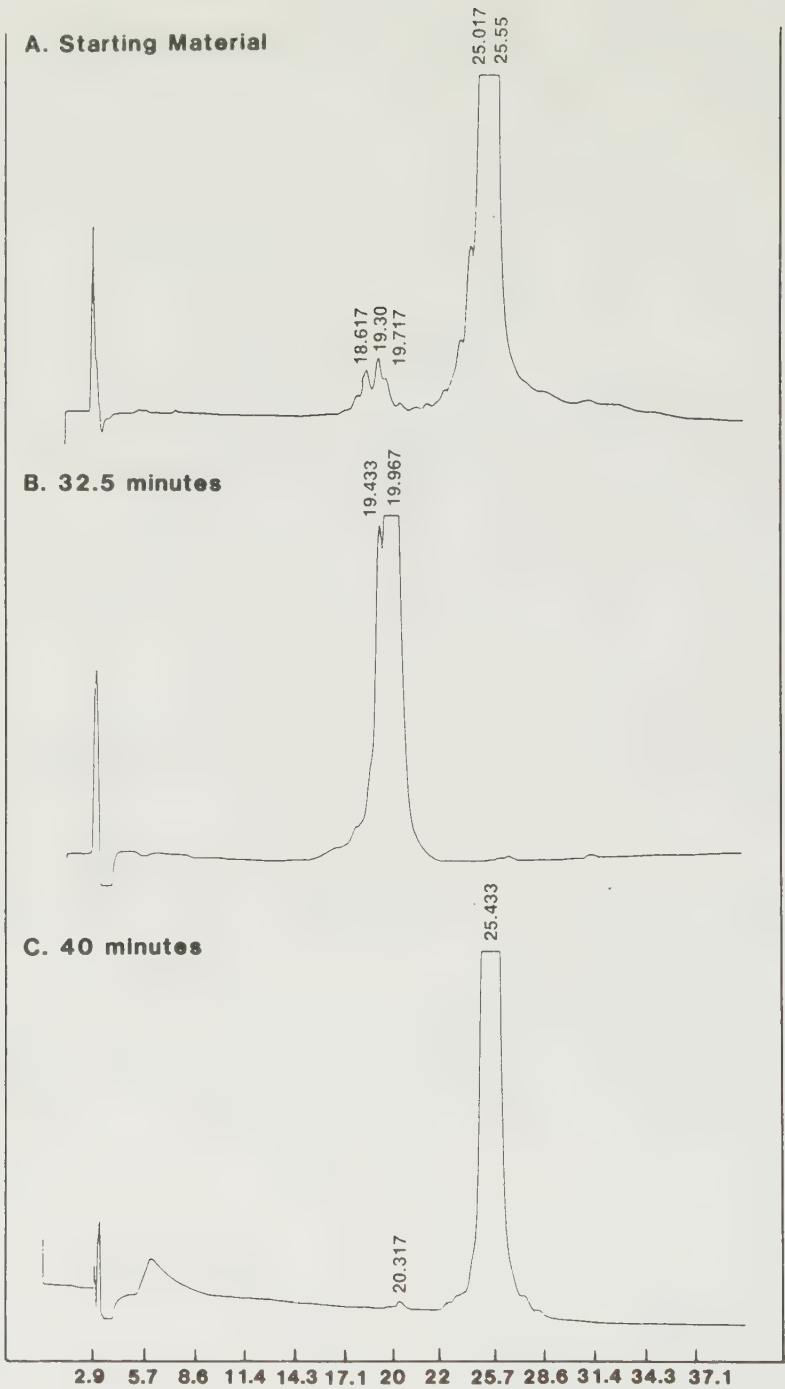 A. Starting Material
25.017
25.55
18.617
19.30
19.717
B. 32.5 minutes
19.433
19.967
C. 40 minutes
25.433
20.317
2.9 5.7 8.6 11.4 14.3 17.1 20 22 25.7 28.6 31.4 34.3 37.1